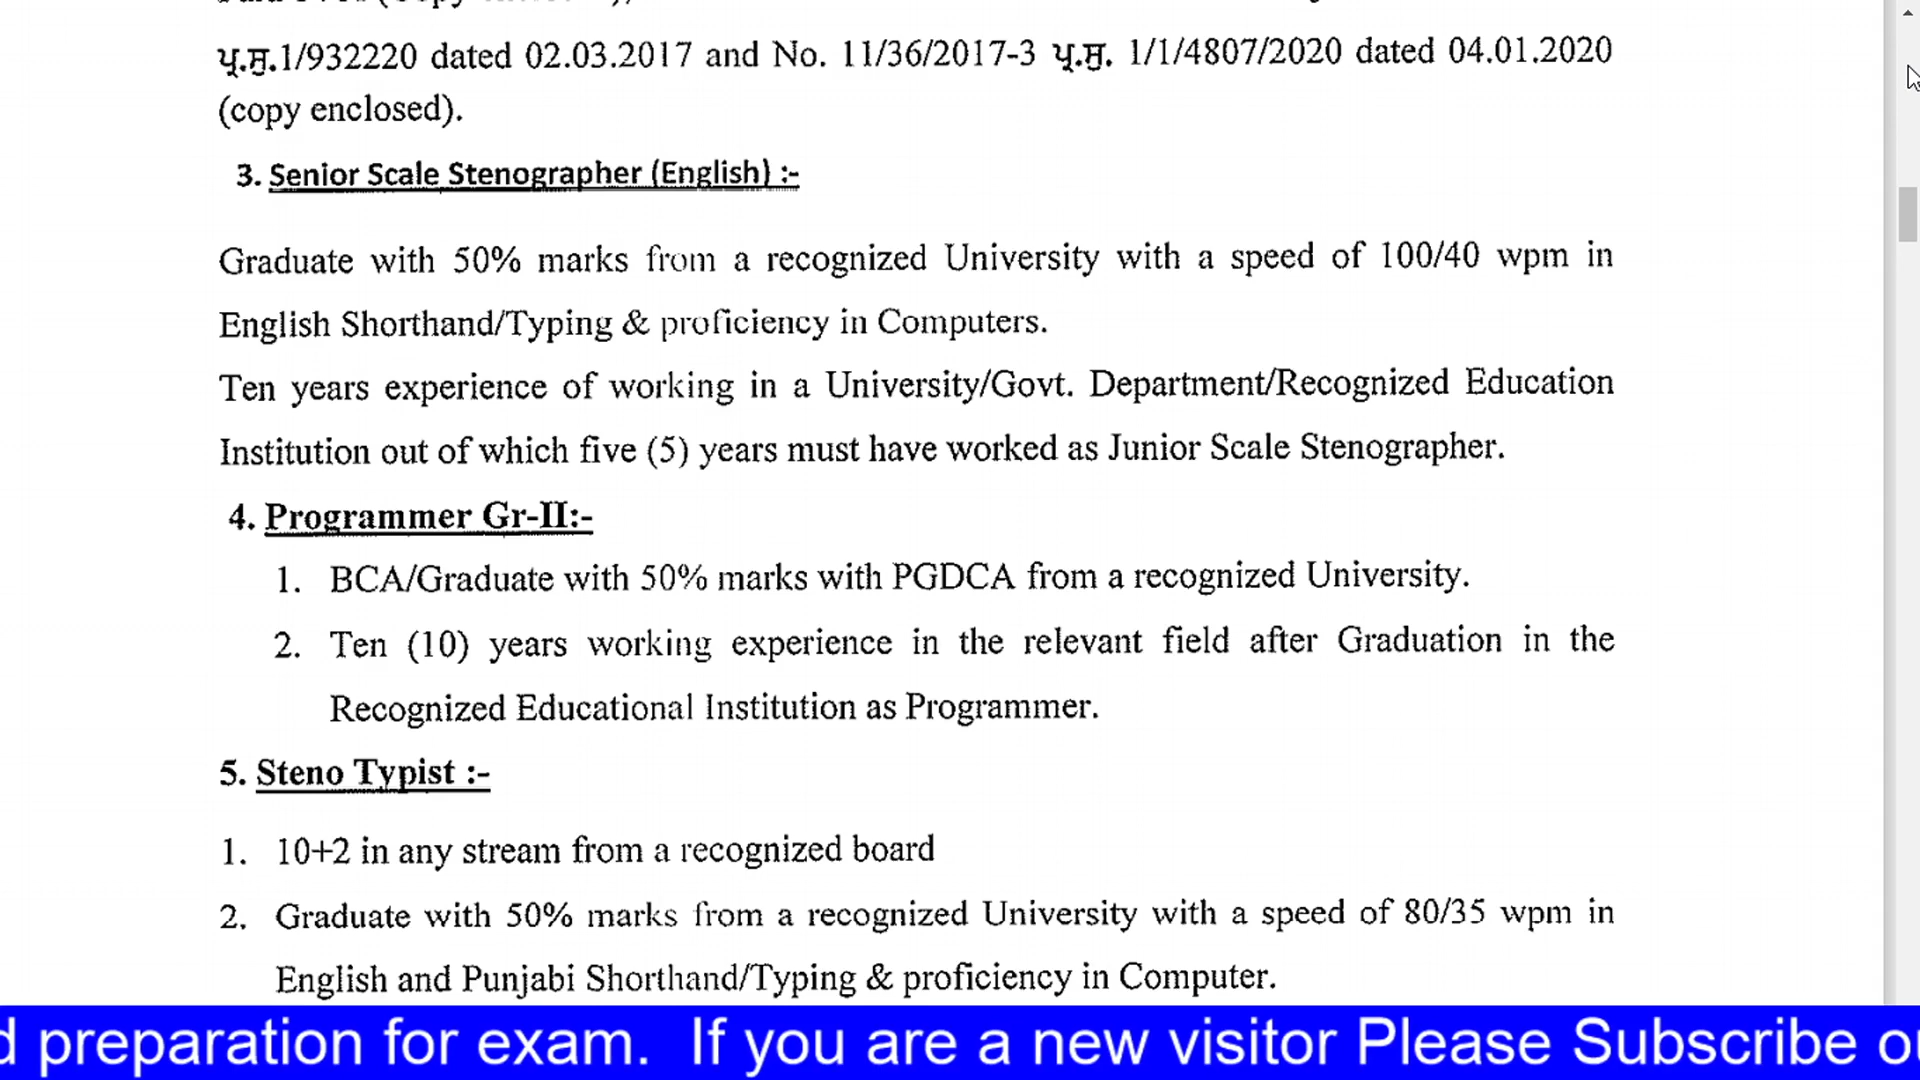 ਪ੍ਰ.ਸ਼.1/932220 dated 02.03.2017 and No. 11/36/2017-3 ਪ੍ਰ.ਸ਼. 1/1/4807/2020 dated 04.01.2020
(copy enclosed).
3. Senior Scale Stenographer (English) :-
Graduate with 50% marks from a recognized University with a speed of 100/40 wpm in
English Shorthand/Typing & proficiency in Computers.
Ten years experience of working in a University/Govt. Department/Recognized Education
Institution out of which five (5) years must have worked as Junior Scale Stenographer.
4. Programmer Gr-II:-
1. BCA/Graduate with 50% marks with PGDCA from a recognized University.
2. Ten (10) years working experience in the relevant field after Graduation in the
Recognized Educational Institution as Programmer.
5. Steno Typist :-
1. 10+2 in any stream from a recognized board
2. Graduate with 50% marks from a recognized University with a speed of 80/35 wpm in
English and Punjabi Shorthand/Typing & proficiency in Computer.
preparation for exam. If you are a new visitor Please Subscribe